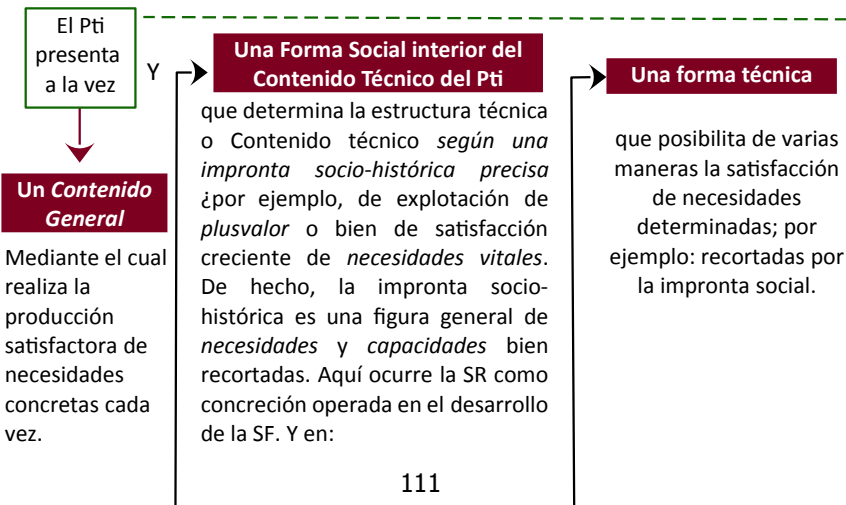 El Pti
presenta
a la vez
Y
Un Contenido
General
Mediante el cual
realiza la
producción
satisfactora de
necesidades
concretas cada
vez.
Una Forma Social interior del
Contenido Técnico del Pti
que determina la estructura técnica
o Contenido técnico según una
impronta socio-histórica precisa
¿por ejemplo, de explotación de
plusvalor o bien de satisfacción
creciente de necesidades vitales.
De hecho, la impronta socio-
histórica es una figura general de
necesidades y capacidades bien
recortadas. Aquí ocurre la SR como
concreción operada en el desarrollo
de la SF. Y en:
Una forma técnica
que posibilita de varias
maneras la satisfacción
de necesidades
determinadas; por
ejemplo: recortadas por
la impronta social.
111